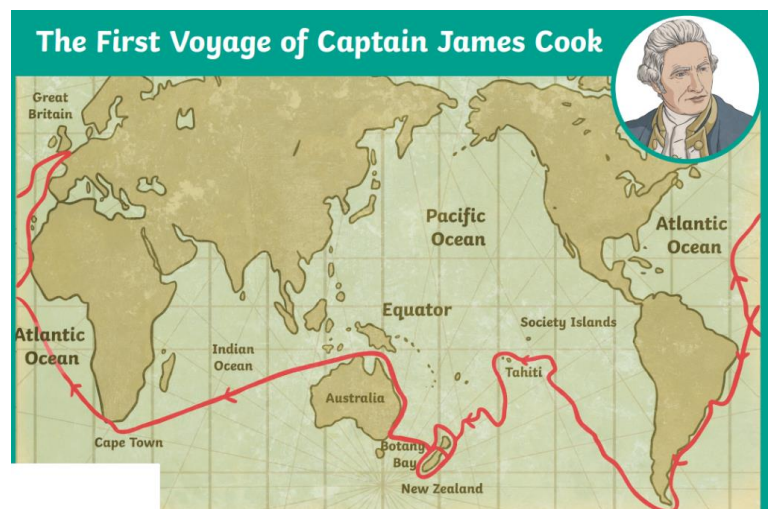 The First Voyage of Captain James Cook
Great
Britain
Pacific
Ocean
Atlantic
Ocean
Equator
Society Islands
Atlantic
Ocean
Indian
Ocean
Tahiti
Australia
Cape Town
Botany
Bay
New Zealand